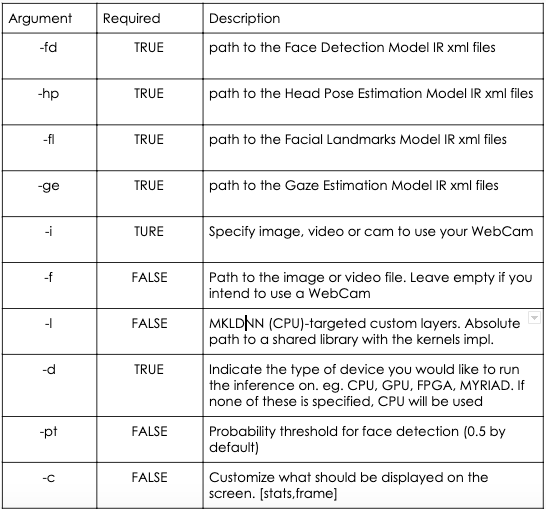 Argument Required Description
-fd TRUE path to the Face Detection Model IR xml files
-hp TRUE path to the Head Pose Estimation Model IR xml files
-fl TRUE path to the Facial Landmarks Model IR xml files
-ge TRUE path to the Gaze Estimation Model IR xml files
-i TURE Specify image, video or cam to use your WebCam
-f FALSE Path to the image or video file. Leave empty if you
intend to use a WebCam
-l FALSE MKLDNN (CPU)-targeted custom layers. Absolute
path to a shared library with the kernels impl.
-d TRUE Indicate the type of device you would like to run
the inference on. eg. CPU, GPU, FPGA, MYRIAD. If
none of these is specified, CPU will be used
-pt FALSE Probability threshold for face detection (0.5 by
default)
-c FALSE Customize what should be displayed on the
screen. [stats,frame]